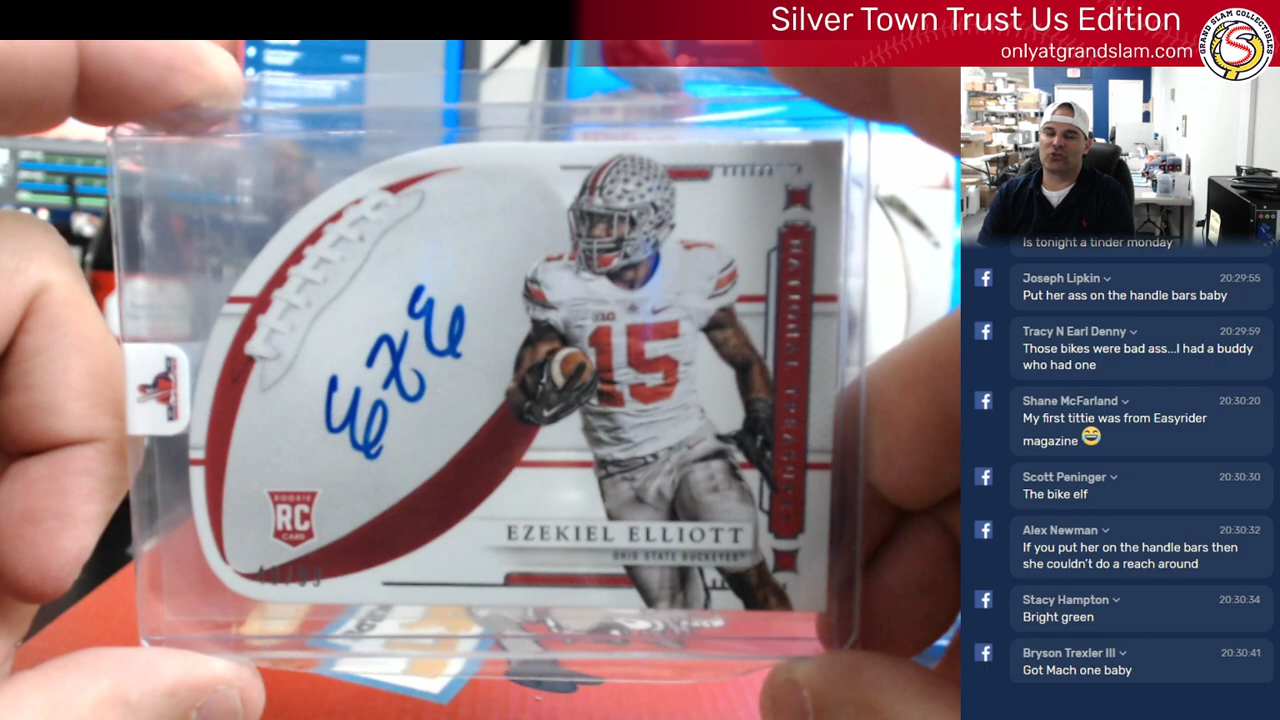 Silver Town Trust Us Edition
onlyatgrandslam.com
GRAND SLAM COLLECTIBLES
EZE
15
ROOKIE
RC
CARD
EZEKIEL ELLIOTT
OHIO STATE BUCKEYES
NATIONAL TREASURES
Is tonight a tinder monday
Joseph Lipkin 20:29:55
Put her ass on the handle bars baby
Tracy N Earl Denny 20:29:59
Those bikes were bad ass...I had a buddy
who had one
Shane McFarland 20:30:20
My first tittie was from Easyrider
magazine 😂
Scott Peninger 20:30:30
The bike elf
Alex Newman 20:30:32
If you put her on the handle bars then
she couldn't do a reach around
Stacy Hampton 20:30:34
Bright green
Bryson Trexler III 20:30:41
Got Mach one baby